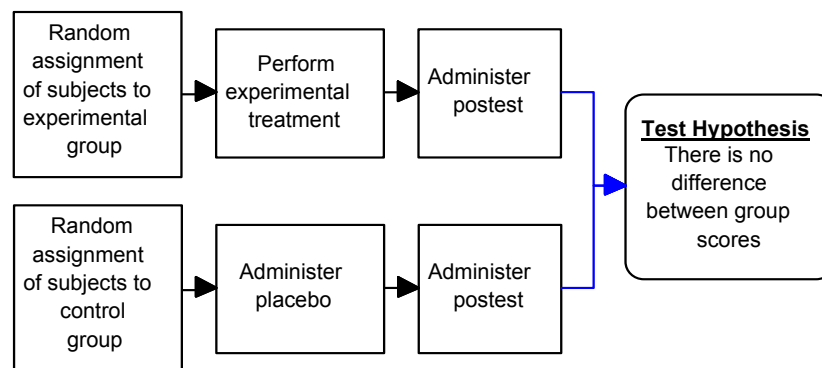 Random
assignment
of subjects to
experimental
group
Perform
experimental
treatment
Administer
postest
Test Hypothesis
There is no
difference
between group
scores
Random
assignment
of subjects to
control
group
Administer
placebo
Administer
postest